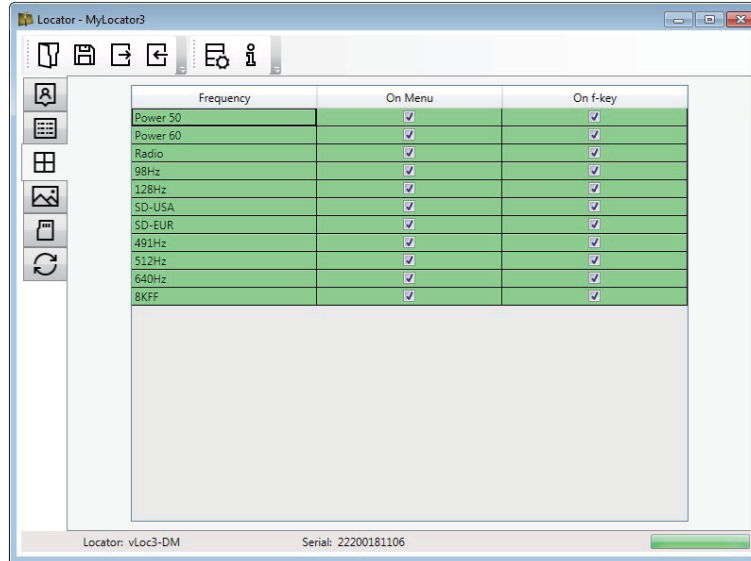 Locator - MyLocator3
Frequency On Menu On f-key
Power 50
Power 60
Radio
98Hz
128Hz
SD-USA
SD-EUR
491Hz
512Hz
640Hz
8KFF
Locator: vLoc3-DM Serial: 22200181106